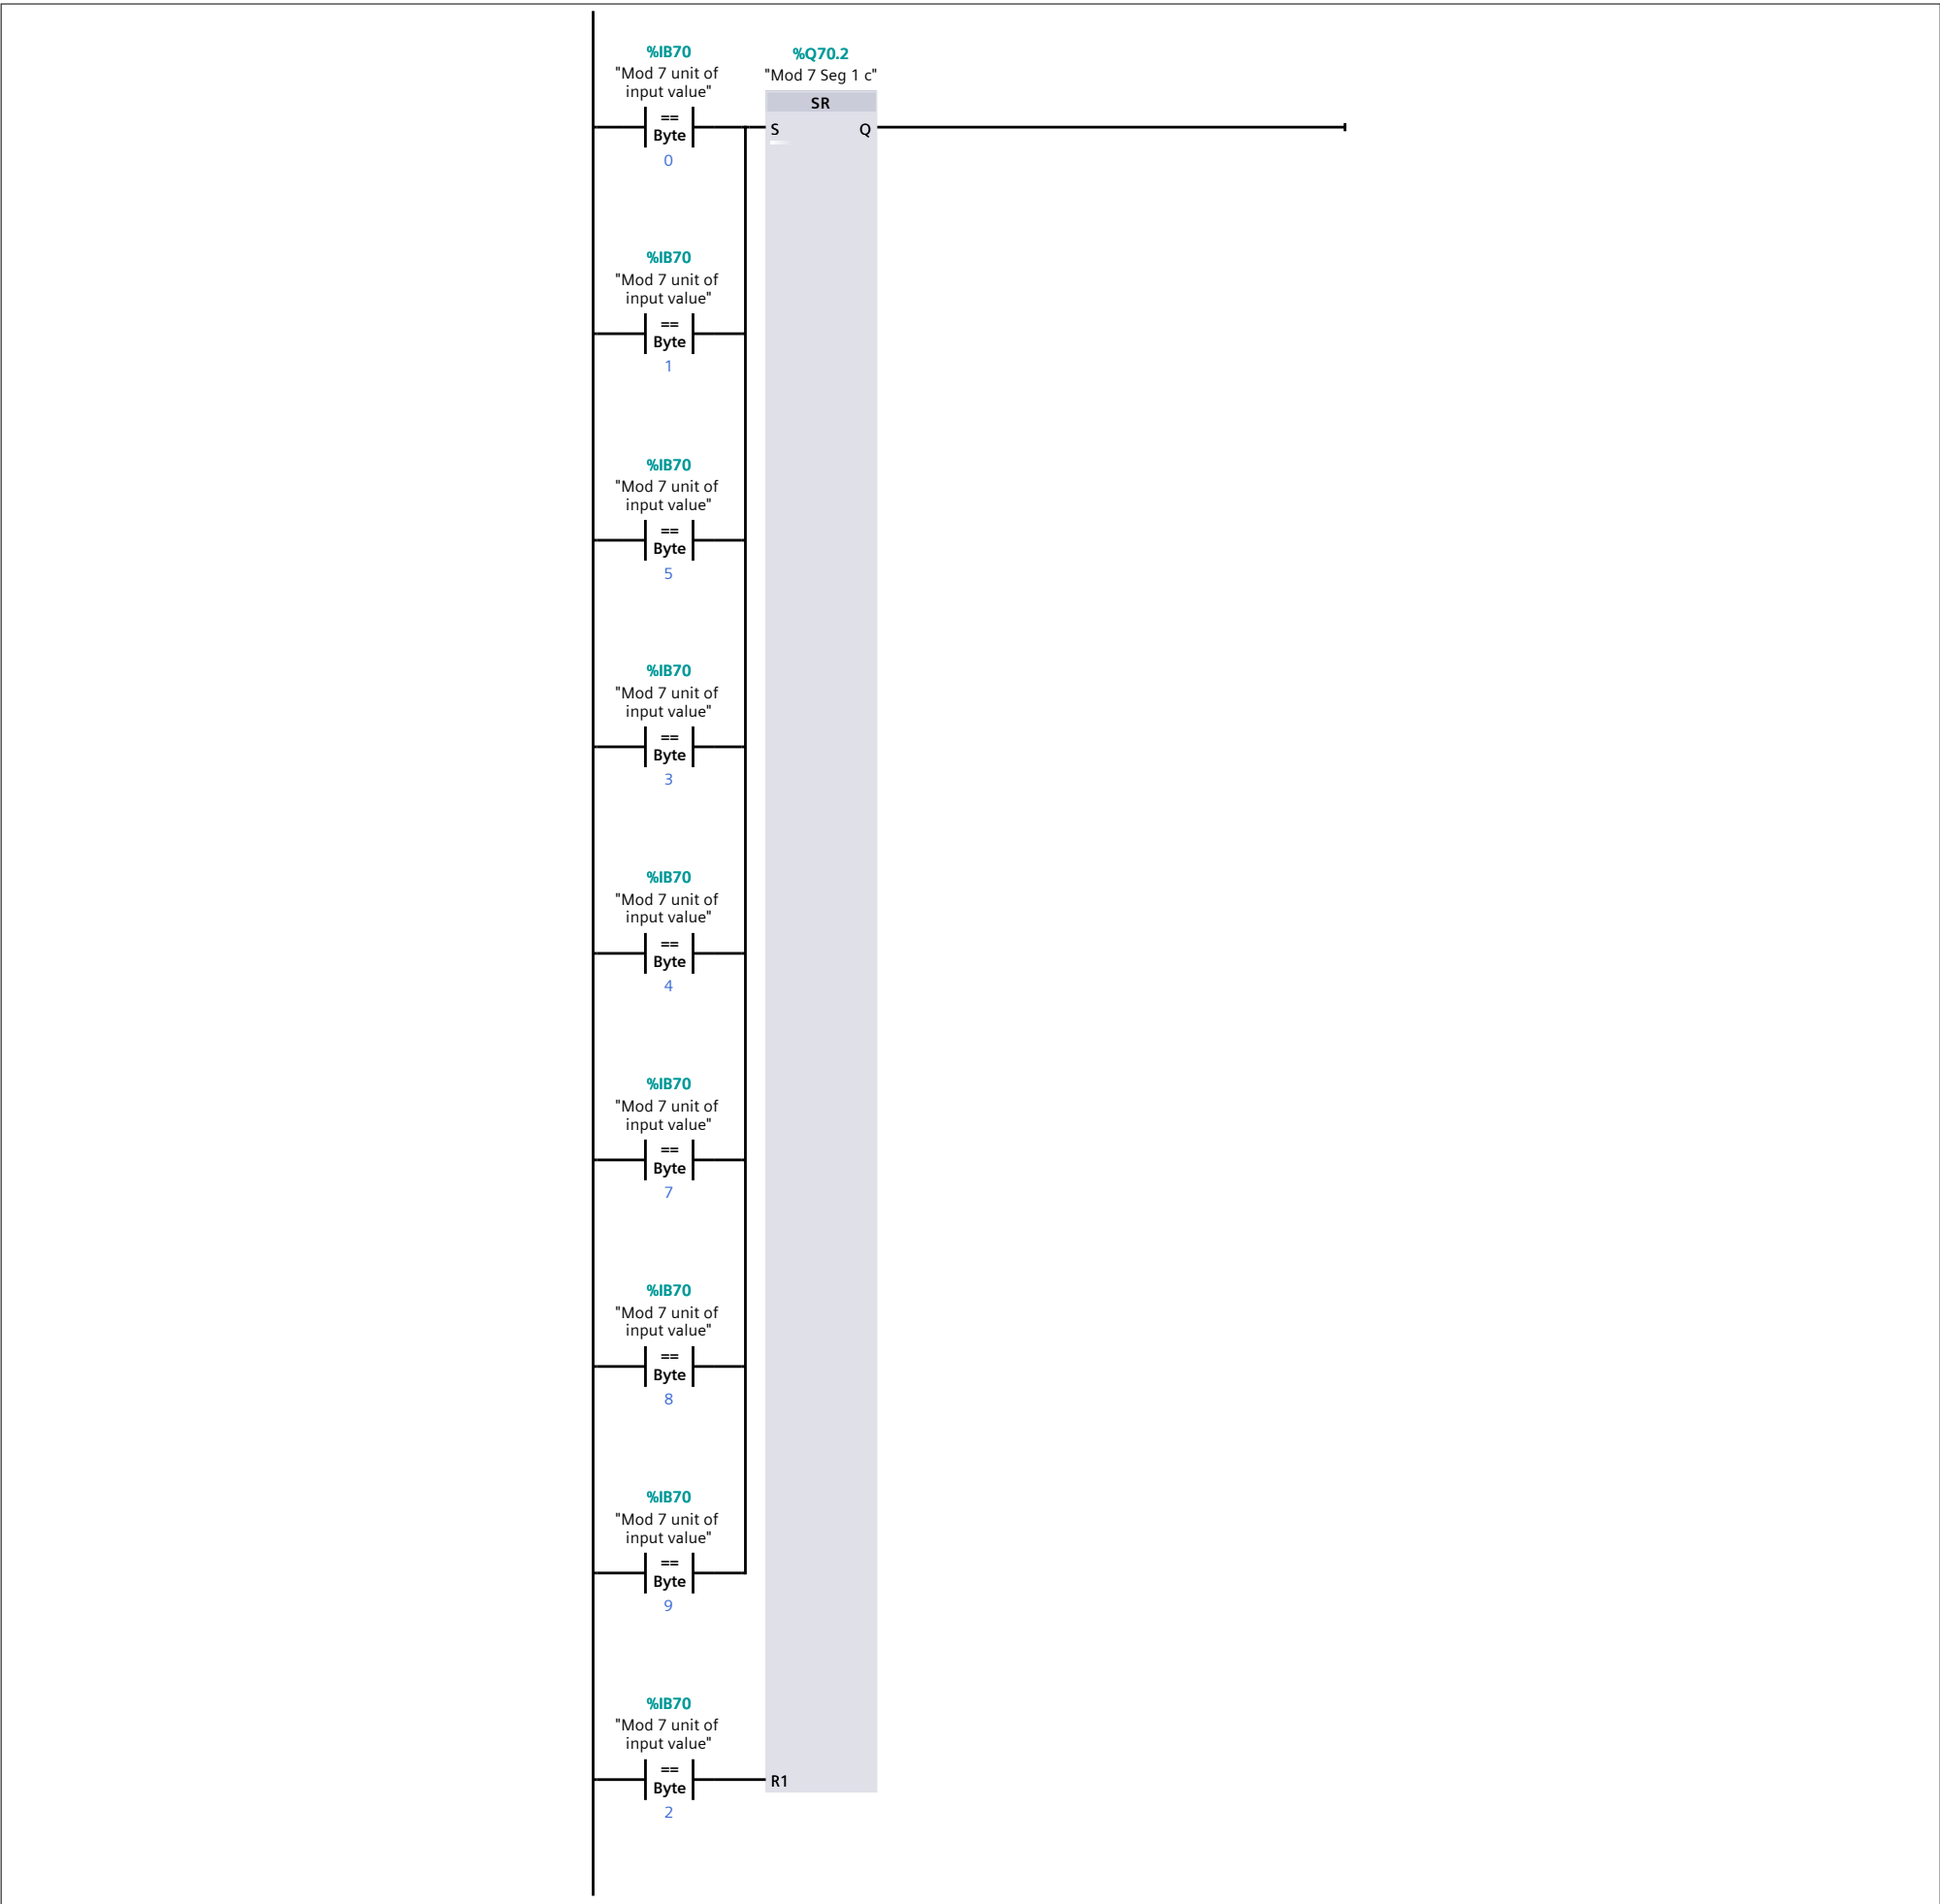 %IB70
"Mod 7 unit of
input value"
==
Byte
0
%Q70.2
"Mod 7 Seg 1 c"
SR
S
Q
%IB70
"Mod 7 unit of
input value"
==
Byte
1
%IB70
"Mod 7 unit of
input value"
==
Byte
5
%IB70
"Mod 7 unit of
input value"
==
Byte
3
%IB70
"Mod 7 unit of
input value"
==
Byte
4
%IB70
"Mod 7 unit of
input value"
==
Byte
7
%IB70
"Mod 7 unit of
input value"
==
Byte
8
%IB70
"Mod 7 unit of
input value"
==
Byte
9
%IB70
"Mod 7 unit of
input value"
==
Byte
2
R1